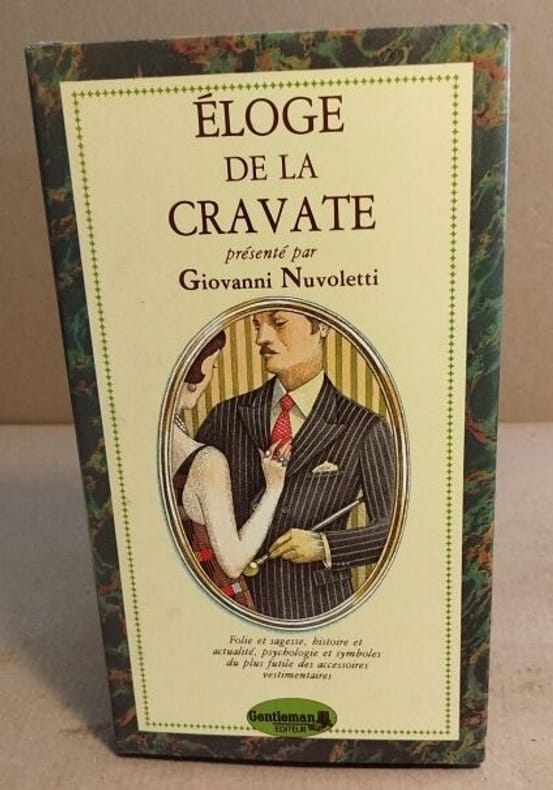 ÉLOGE
DE LA
CRAVATE
présenté par
Giovanni Nuvoletti
Folie et sagesse, histoire et
actualité, psychologie et symboles
du plus futile des accessoires
vestimentaires
Gentleman
EDITEUR